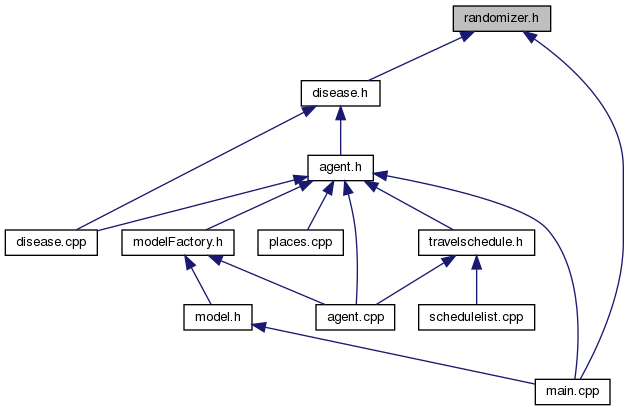 randomizer.h
disease.h
agent.h
disease.cpp
modelFactory.h
places.cpp
travelschedule.h
model.h
agent.cpp
schedulelist.cpp
main.cpp